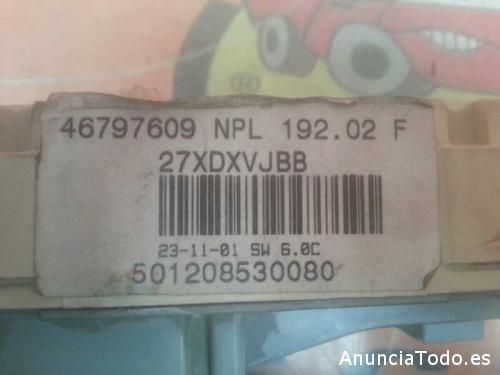 ®
46797609 NPL 192.02 F
27XDXVJBB
23-11-01 SW 6.0C
501208530080
AnunciaTodo.es